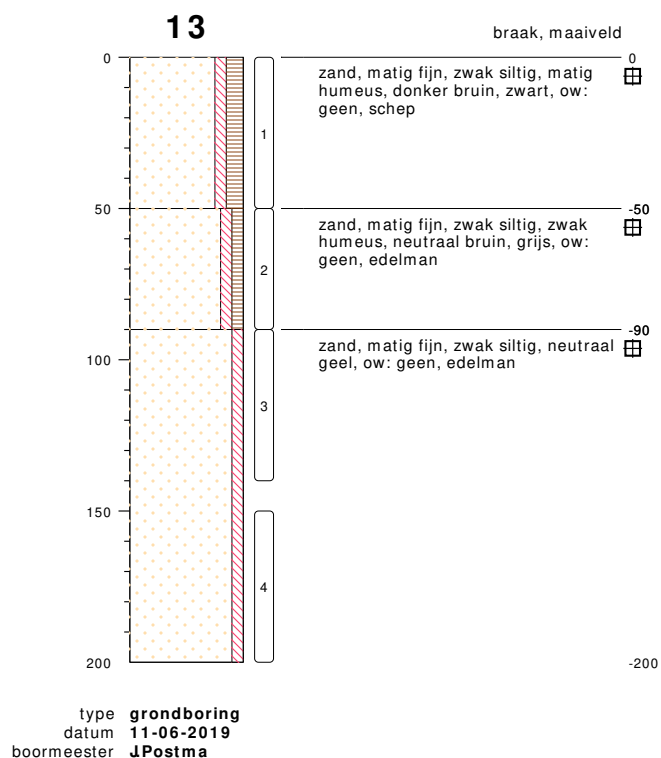 13
braak, maaiveld
0
0
zand, matig fijn, zwak siltig, matig
humeus, donker bruin, zwart, ow:
geen, schep
1
50
-50
zand, matig fijn, zwak siltig, zwak
humeus, neutraal bruin, grijs, ow:
geen, edelman
2
-90
zand, matig fijn, zwak siltig, neutraal
geel, ow: geen, edelman
100
3
150
4
200
-200
type grondboring
datum 11-06-2019
boormeester J.Postma